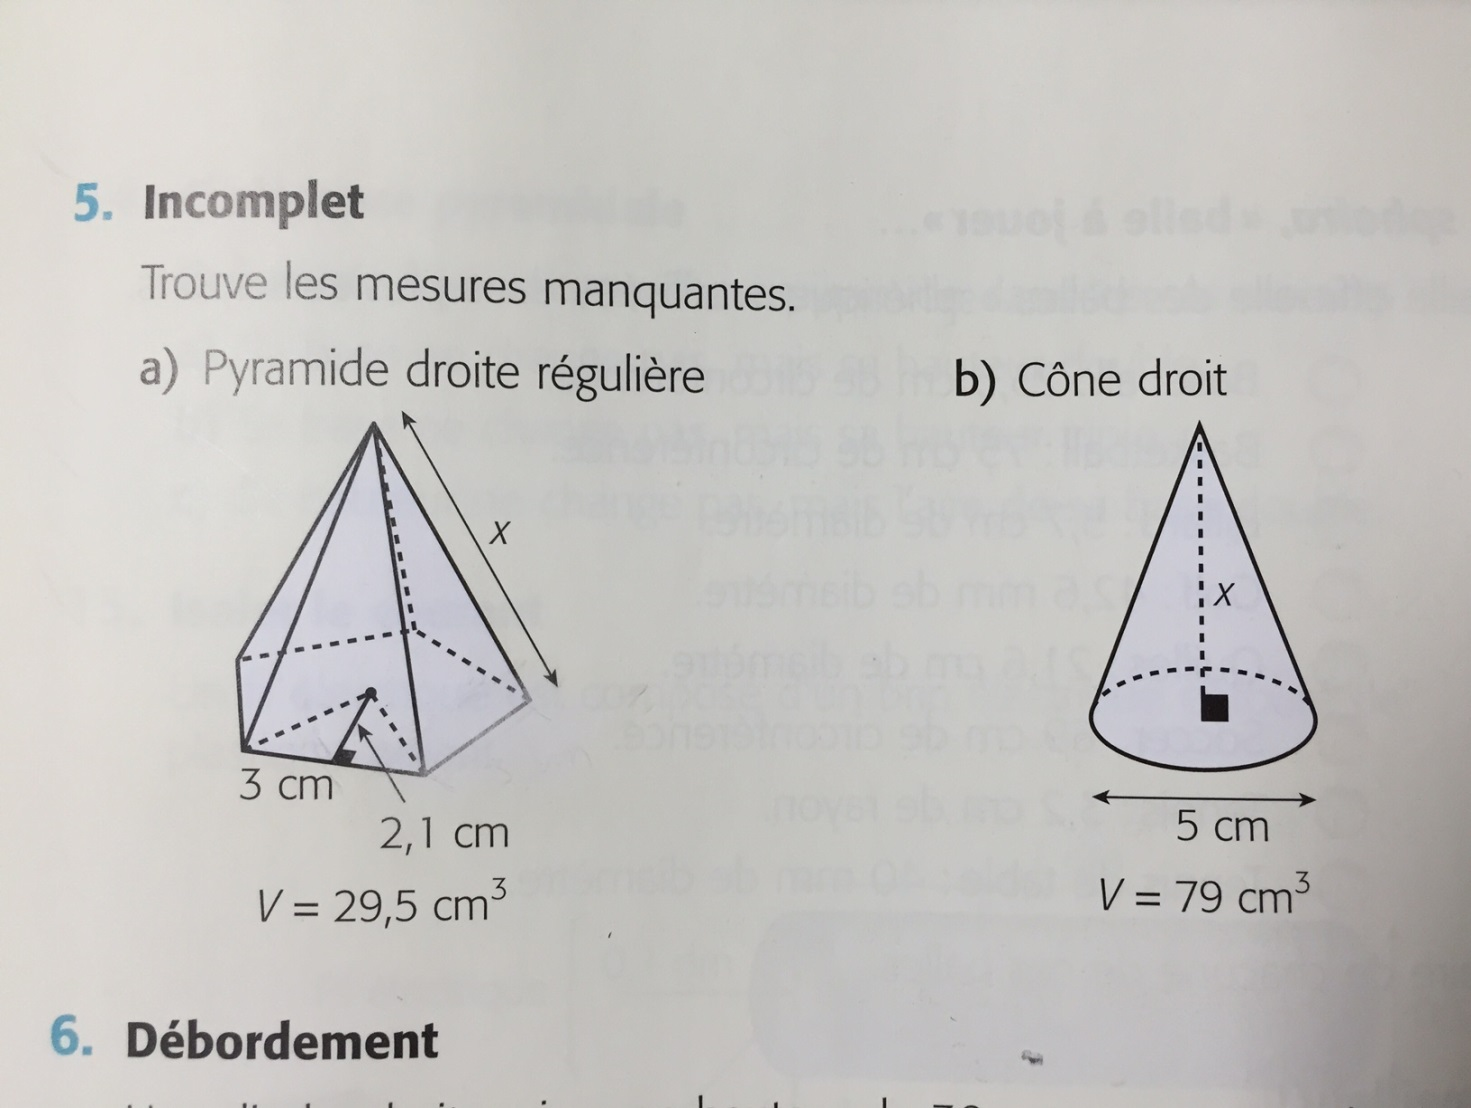 5. Incomplet
Trouve les mesures manquantes.
a) Pyramide droite régulière
x
3 cm
2,1 cm
V = 29,5 cm³
b) Cône droit
x
5 cm
V = 79 cm³
6. Débordement